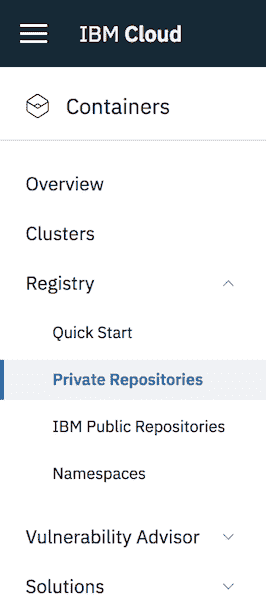 IBM Cloud
Containers
Overview
Clusters
Registry
Quick Start
Private Repositories
IBM Public Repositories
Namespaces
Vulnerability Advisor
Solutions